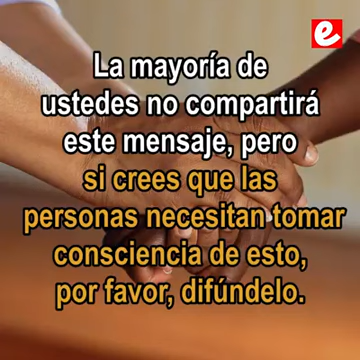 e
La mayoría de
ustedes no compartirá
este mensaje, pero
si crees que las
personas necesitan tomar
consciencia de esto,
por favor, difúndelo.